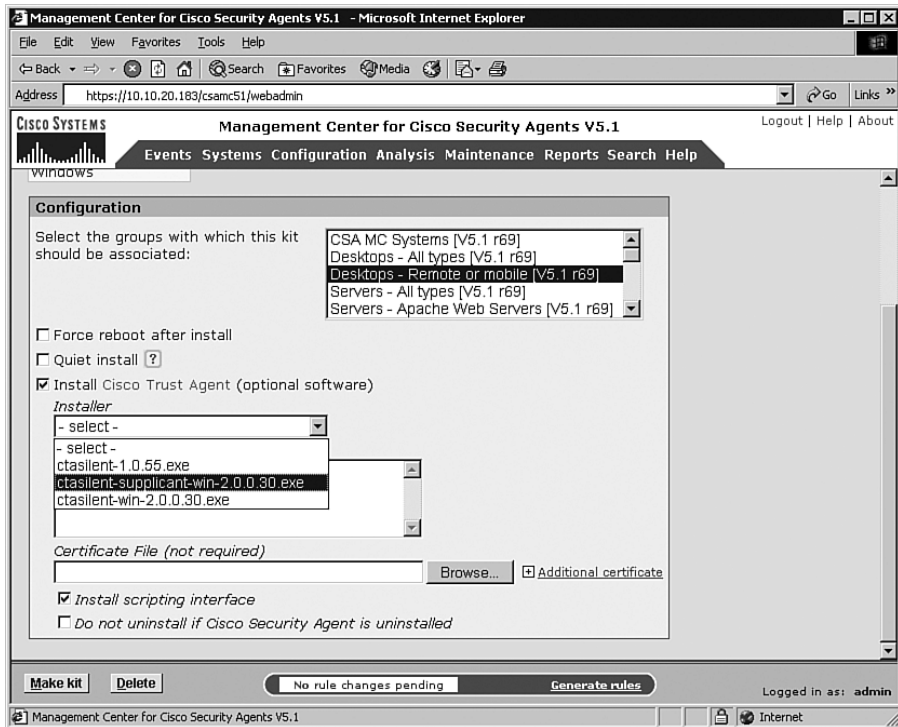 Management Center for Cisco Security Agents V5.1 - Microsoft Internet Explorer
File Edit View Favorites Tools Help
Back Search Favorites Media
Address https://10.10.20.183/csamc51/webadmin Go Links »
CISCO SYSTEMS Management Center for Cisco Security Agents V5.1 Logout | Help | About
Events Systems Configuration Analysis Maintenance Reports Search Help
Windows
Configuration
Select the groups with which this kit
should be associated:
CSA MC Systems [V5.1 r69]
Desktops - All types [V5.1 r69]
Desktops - Remote or mobile [V5.1 r69]
Servers - All types [V5.1 r69]
Servers - Apache Web Servers [V5.1 r69]
Force reboot after install
Quiet install ?
Install Cisco Trust Agent (optional software)
Installer
- select -
- select -
ctasilent-1.0.55.exe
ctasilent-supplicant-win-2.0.0.30.exe
ctasilent-win-2.0.0.30.exe
Certificate File (not required)
Browse... Additional certificate
Install scripting interface
Do not uninstall if Cisco Security Agent is uninstalled
Make kit Delete No rule changes pending Generate rules Logged in as: admin
Management Center for Cisco Security Agents V5.1 Internet